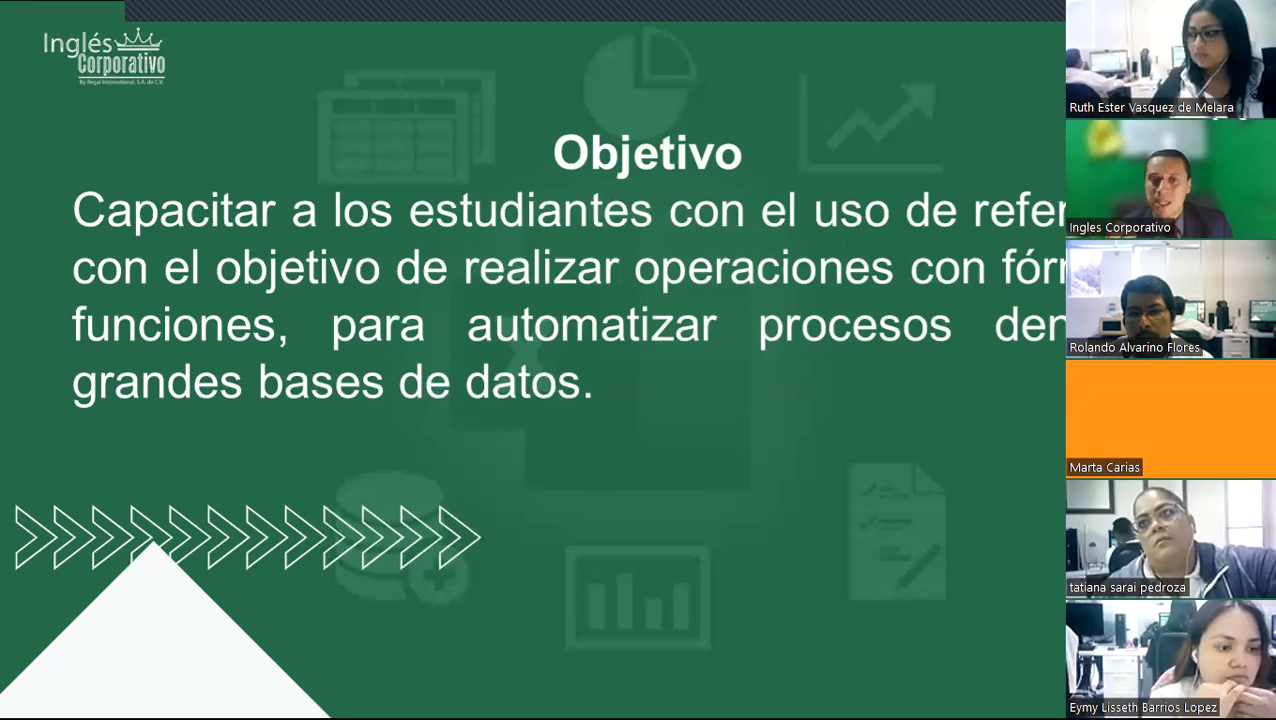 Inglés
Corporativo
By Regal International, S.A. de C.V.
Objetivo
Capacitar a los estudiantes con el uso de refer
con el objetivo de realizar operaciones con fór
funciones, para automatizar procesos den
grandes bases de datos.
Ruth Ester Vasquez de Melara
Ingles Corporativo
Rolando Alvarino Flores
Marta Carias
tatiana sarai pedroza
Eymy Lisseth Barrios Lopez